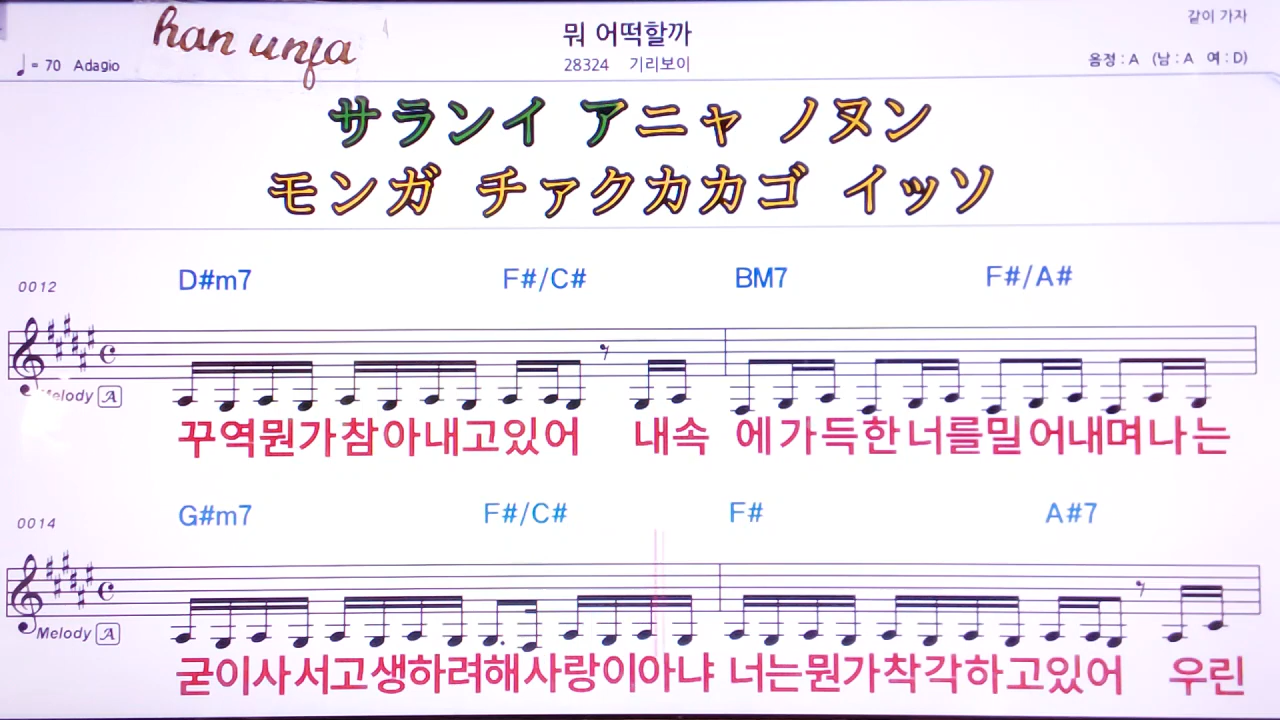 han unfa
뭐 어떡할까
같이 가자
♩= 70 Adagio
28324 기리보이
음정 : A (남 : A 여 : D)
サランイ アニャ ノヌン
モンガ チァクカカゴ イッソ
0012
D#m7 F#/C# BM7 F#/A#
Melody A
꾸역뭔가참아내고있어 내속 에가득한너를밀어내며나는
0014
G#m7 F#/C# F# A#7
Melody A
굳이사서고생하려해사랑이아냐 너는뭔가착각하고있어 우린